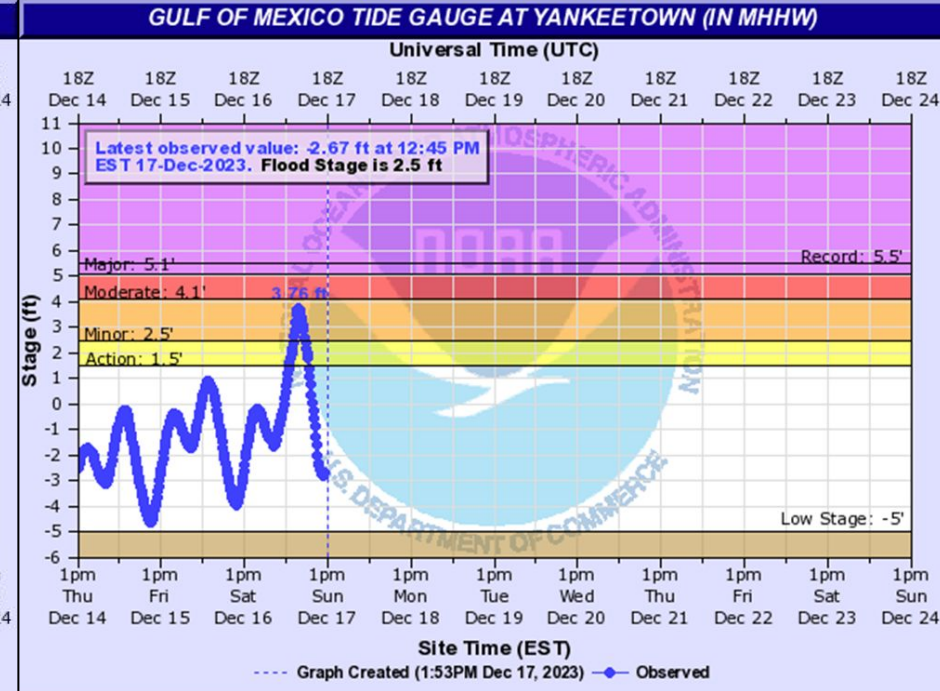 GULF OF MEXICO TIDE GAUGE AT YANKEETOWN (IN MHHW)
Universal Time (UTC)
18Z 18Z 18Z 18Z 18Z 18Z 18Z 18Z 18Z 18Z 18Z
4 Dec 14 Dec 15 Dec 16 Dec 17 Dec 18 Dec 19 Dec 20 Dec 21 Dec 22 Dec 23 Dec 24
11
10
9
8
7
6
5
4
3
2
1
0
-1
-2
-3
-4
-5
-6
Stage (ft)
Latest observed value: -2.67 ft at 12:45 PM
EST 17-Dec-2023. Flood Stage is 2.5 ft
NOAA
ATMOSPHERIC ADMINISTRATION
U.S. DEPARTMENT OF COMMERCE
Record: 5.5'
Major: 5.1'
Moderate: 4.1'
3.76 ft
Minor: 2.5'
Action: 1.5'
Low Stage: -5'
1pm 1pm 1pm 1pm 1pm 1pm 1pm 1pm 1pm 1pm 1pm
Thu Fri Sat Sun Mon Tue Wed Thu Fri Sat Sun
4 Dec 14 Dec 15 Dec 16 Dec 17 Dec 18 Dec 19 Dec 20 Dec 21 Dec 22 Dec 23 Dec 24
Site Time (EST)
Graph Created (1:53PM Dec 17, 2023) Observed